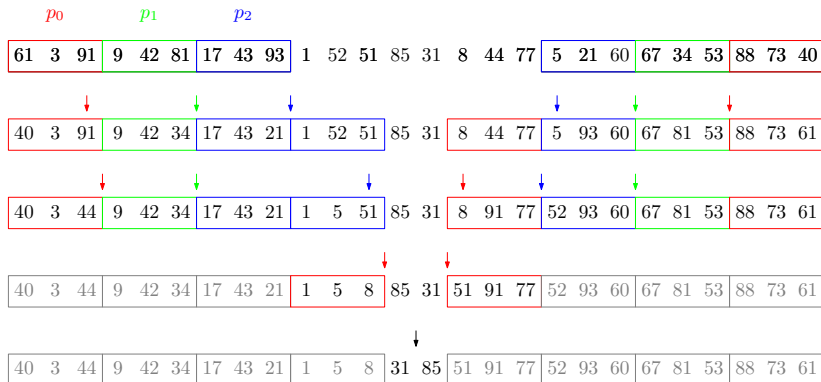 p₀ p₁ p₂
61 3 91 9 42 81 17 43 93 1 52 51 85 31 8 44 77 5 21 60 67 34 53 88 73 40
40 3 91 9 42 34 17 43 21 1 52 51 85 31 8 44 77 5 93 60 67 81 53 88 73 61
40 3 44 9 42 34 17 43 21 1 5 51 85 31 8 91 77 52 93 60 67 81 53 88 73 61
40 3 44 9 42 34 17 43 21 1 5 8 85 31 51 91 77 52 93 60 67 81 53 88 73 61
40 3 44 9 42 34 17 43 21 1 5 8 31 85 51 91 77 52 93 60 67 81 53 88 73 61